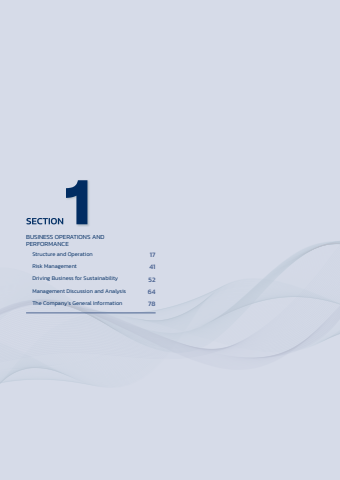 SECTION 1
BUSINESS OPERATIONS AND
PERFORMANCE
Structure and Operation 17
Risk Management 41
Driving Business for Sustainability 52
Management Discussion and Analysis 64
The Company's General Information 78